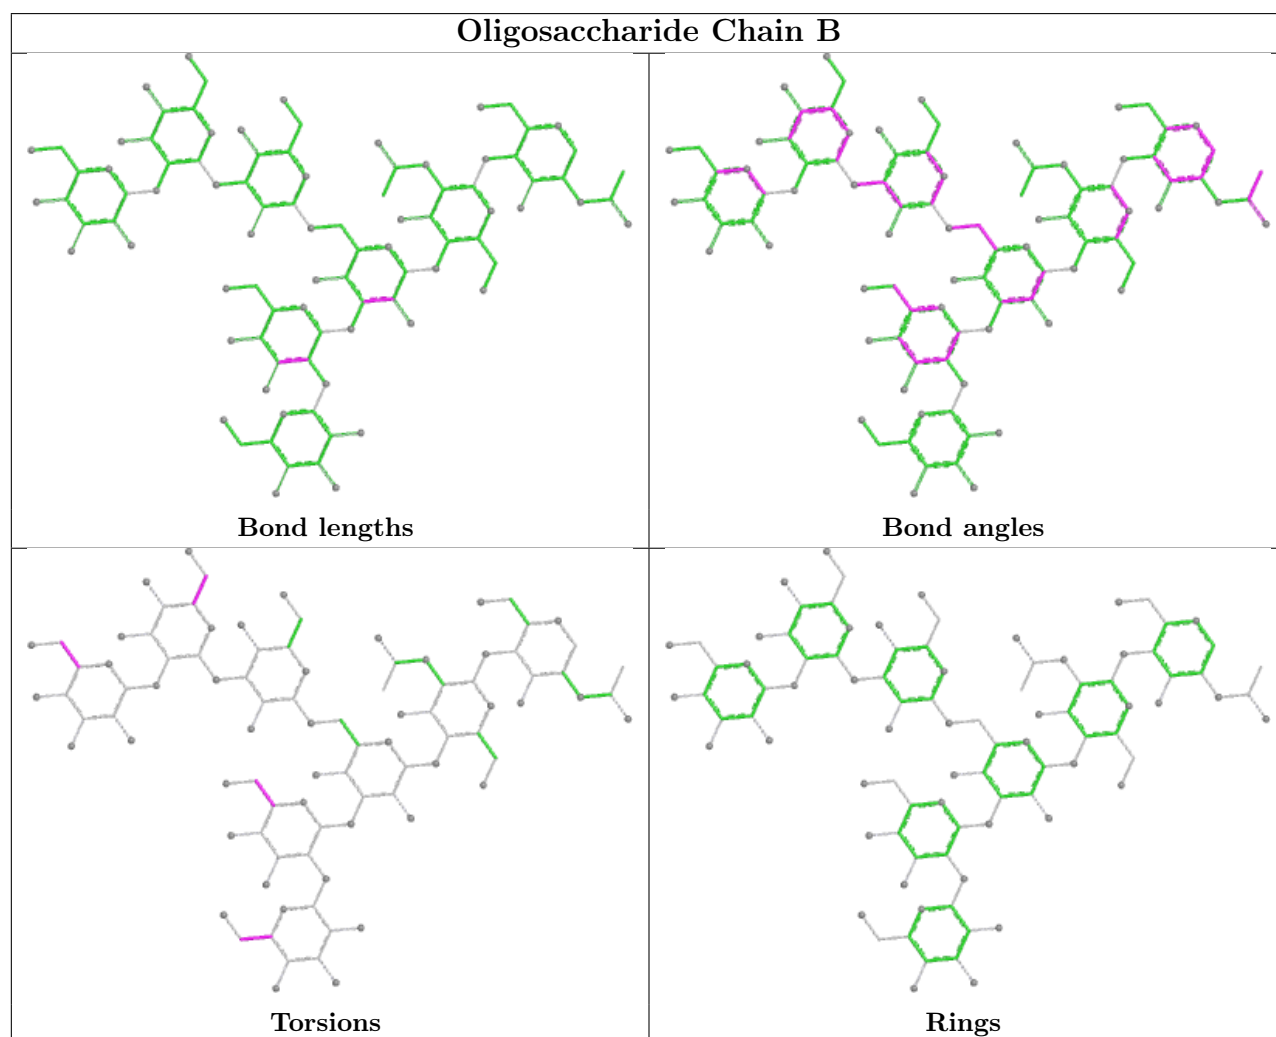 Oligosaccharide Chain B
Bond lengths
Bond angles
Torsions
Rings